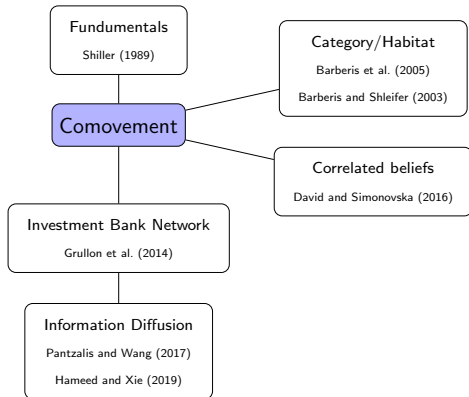 Fundumentals
Shiller (1989)
Category/Habitat
Barberis et al. (2005)
Barberis and Shleifer (2003)
Comovement
Correlated beliefs
David and Simonovska (2016)
Investment Bank Network
Grullon et al. (2014)
Information Diffusion
Pantzalis and Wang (2017)
Hameed and Xie (2019)